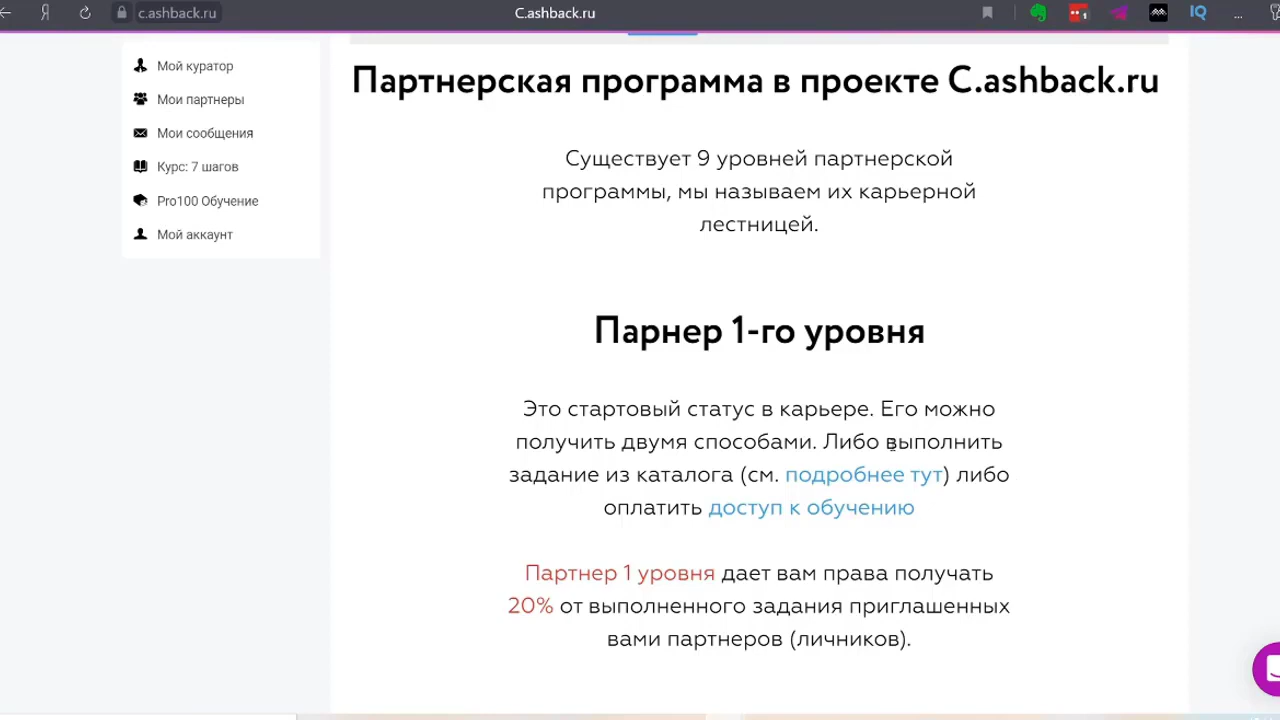 c.ashback.ru
C.ashback.ru
1
IQ
Мой куратор
Мои партнеры
Мои сообщения
Курс: 7 шагов
Pro100 Обучение
Мой аккаунт
Партнерская программа в проекте C.ashback.ru
Существует 9 уровней партнерской
программы, мы называем их карьерной
лестницей.
Парнер 1-го уровня
Это стартовый статус в карьере. Его можно
получить двумя способами. Либо выполнить
задание из каталога (см. подробнее тут) либо
оплатить доступ к обучению
Партнер 1 уровня дает вам права получать
20% от выполненного задания приглашенных
вами партнеров (личников).